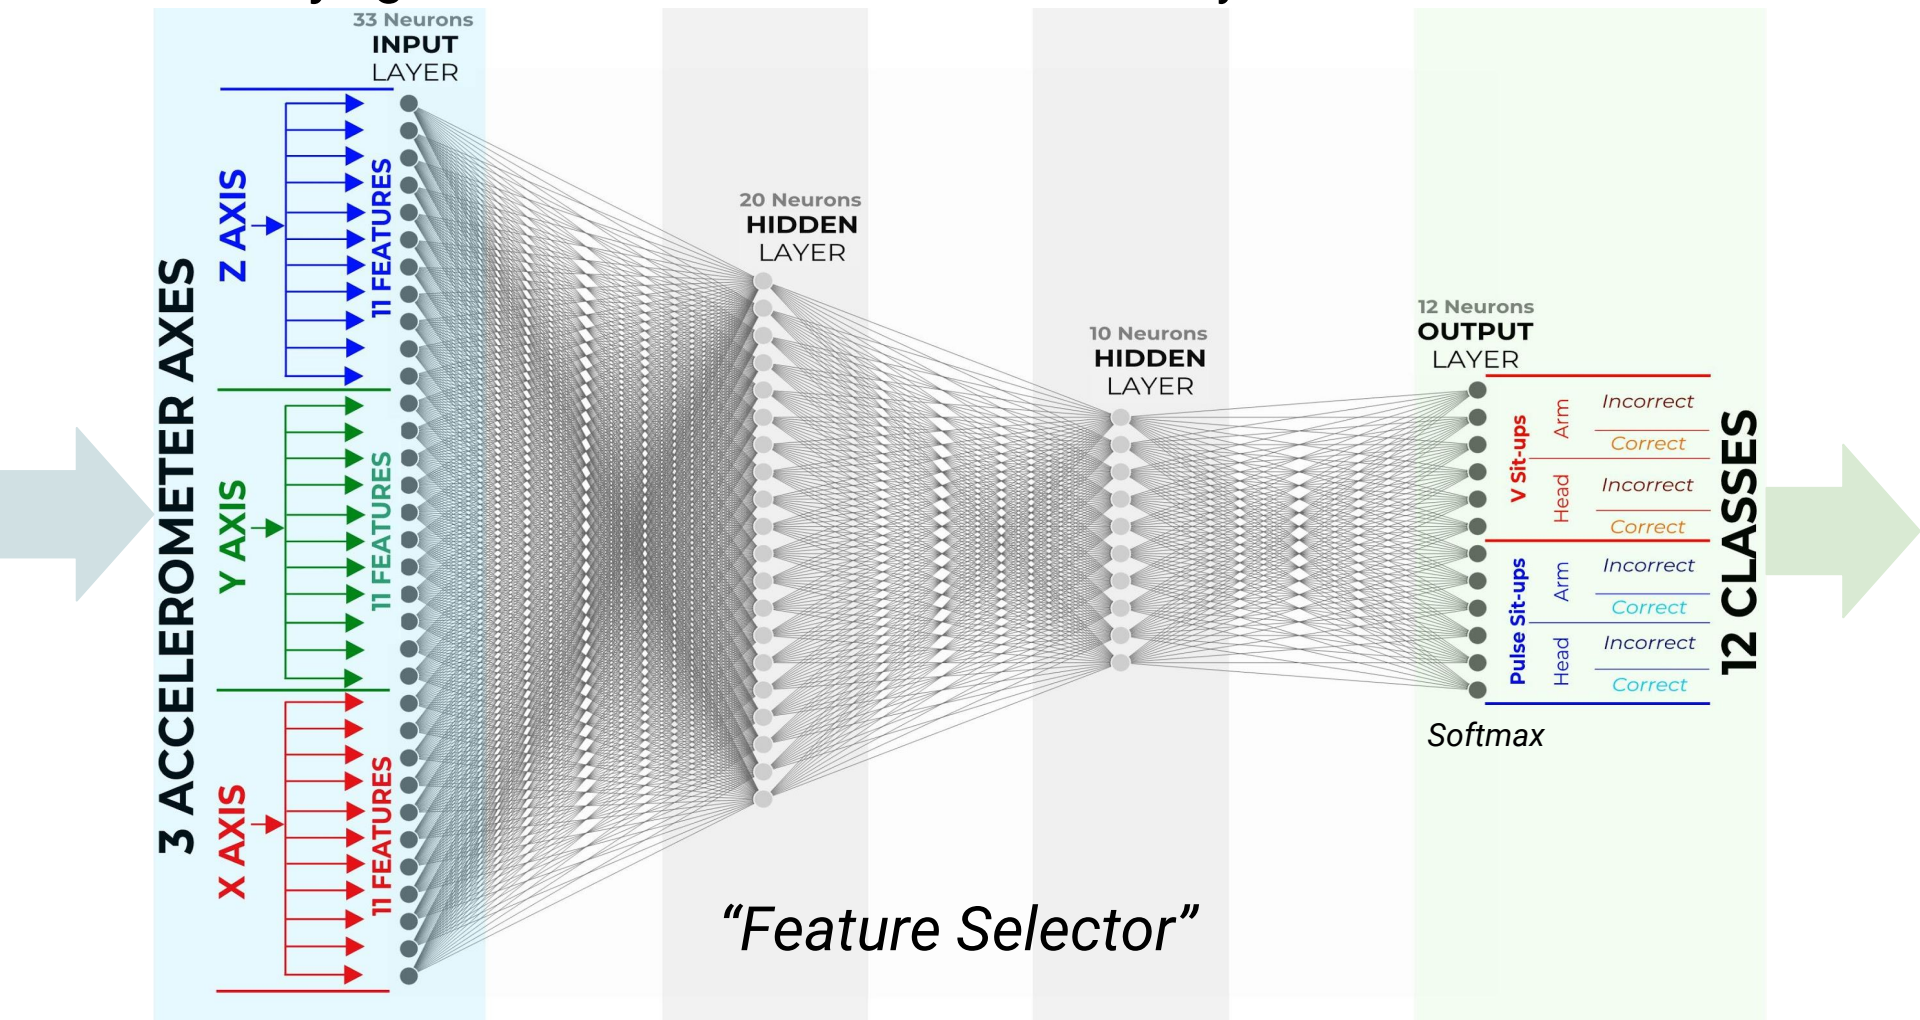 33 Neurons
INPUT
LAYER
3 ACCELEROMETER AXES
Z AXIS
11 FEATURES
Y AXIS
11 FEATURES
X AXIS
11 FEATURES
20 Neurons
HIDDEN
LAYER
10 Neurons
HIDDEN
LAYER
12 Neurons
OUTPUT
LAYER
V Sit-ups
Arm
Incorrect
Correct
Head
Incorrect
Correct
Pulse Sit-ups
Arm
Incorrect
Correct
Head
Incorrect
Correct
12 CLASSES
Softmax
“Feature Selector”